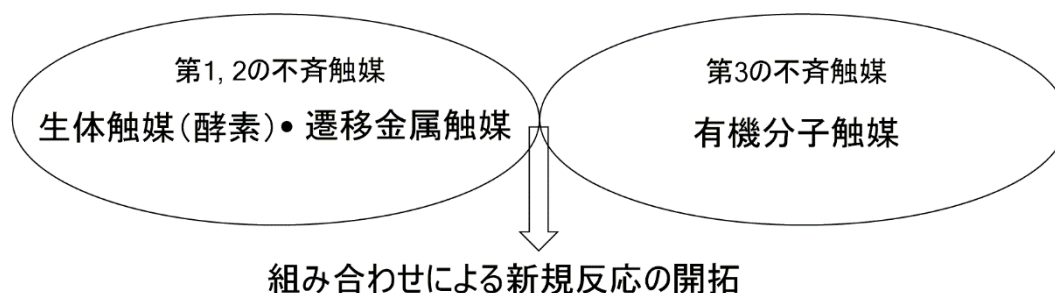 第1, 2の不斉触媒
生体触媒(酵素)• 遷移金属触媒
第3の不斉触媒
有機分子触媒
組み合わせによる新規反応の開拓